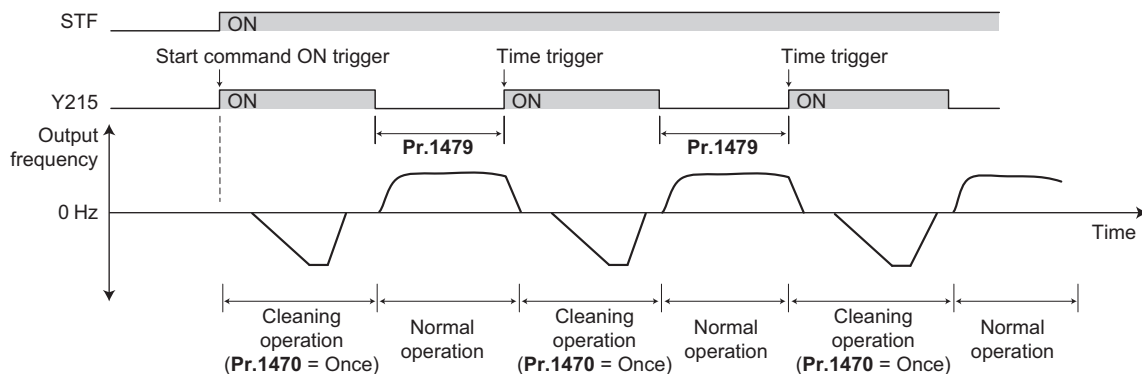 STF
ON
Start command ON trigger
Time trigger
Time trigger
Y215
ON
ON
ON
Output
frequency
Pr.1479
Pr.1479
0 Hz
Time
Cleaning
operation
(Pr.1470 = Once)
Normal
operation
Cleaning
operation
(Pr.1470 = Once)
Normal
operation
Cleaning
operation
(Pr.1470 = Once)
Normal
operation